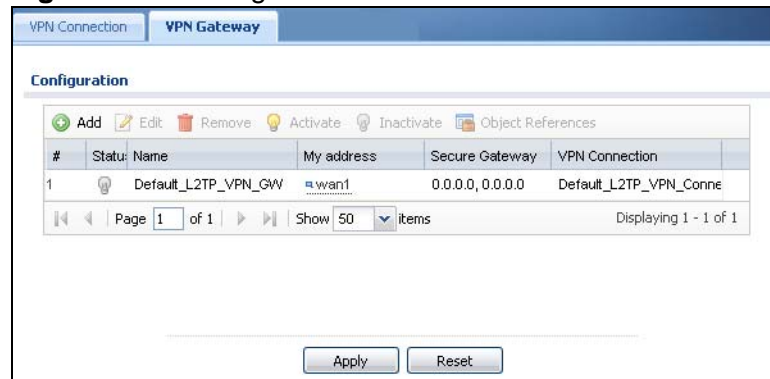 VPN Connection VPN Gateway
Configuration
Add Edit Remove Activate Inactivate Object References
# Statu: Name My address Secure Gateway VPN Connection
1 Default_L2TP_VPN_GW wan1 0.0.0.0, 0.0.0.0 Default_L2TP_VPN_Conne
Page 1 of 1 Show 50 items Displaying 1 - 1 of 1
Apply Reset